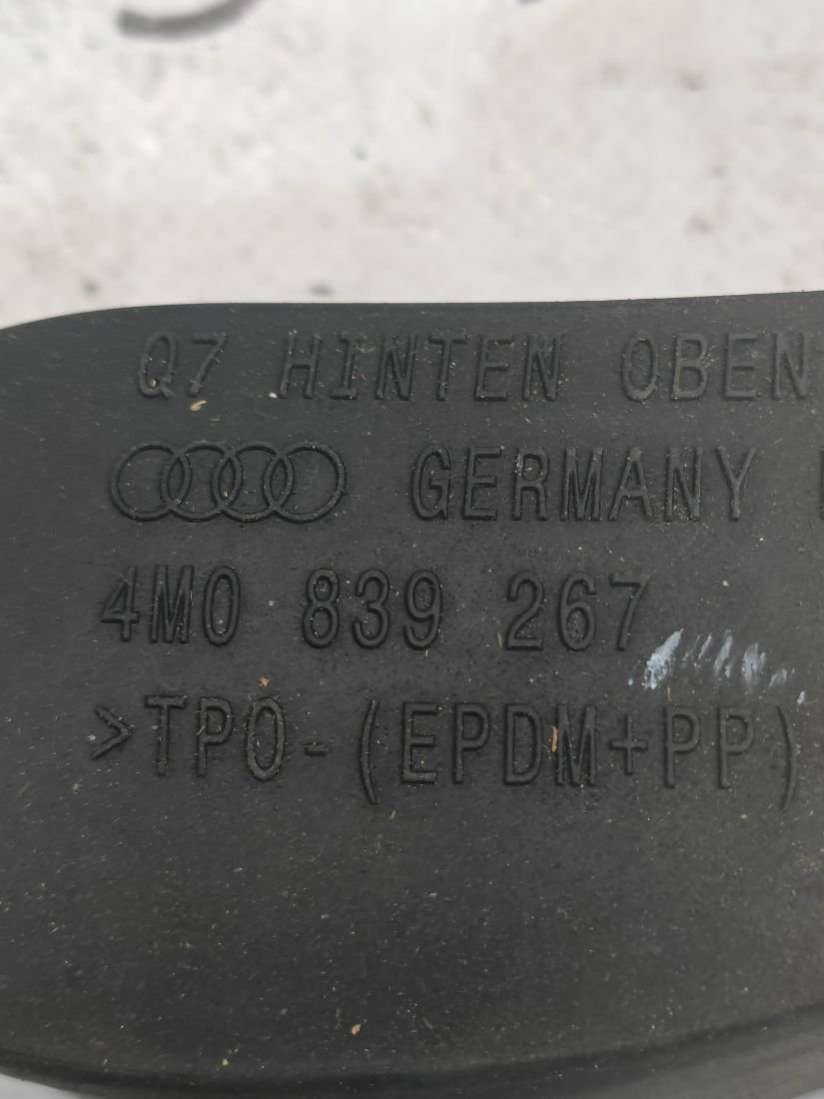 Q7 HINTEN OBEN
GERMANY
4M0 839 267
>TPO-(EPDM+PP)